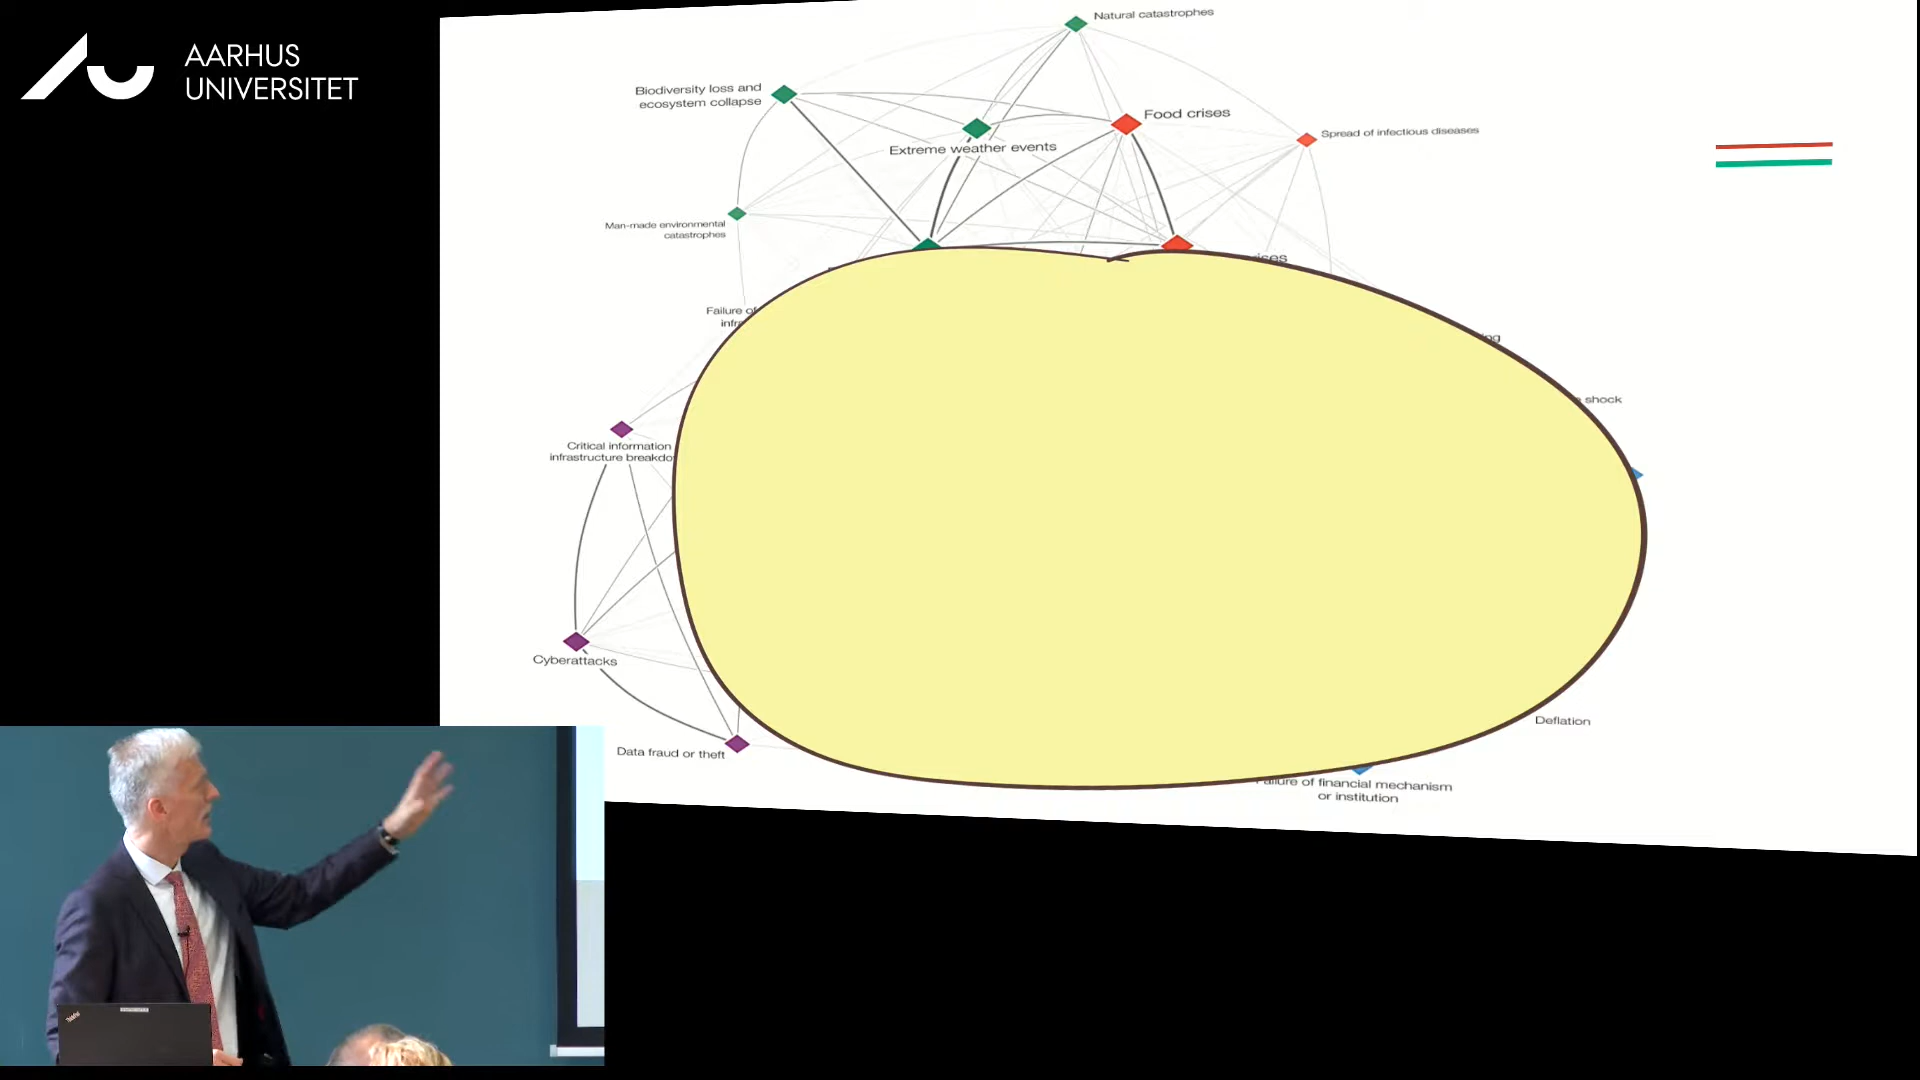 AARHUS
UNIVERSITET
Natural catastrophes
Biodiversity loss and
ecosystem collapse
Food crises
Spread of infectious diseases
Extreme weather events
Man-made environmental
catastrophes
Failure of
shock
Critical information
infrastructure
Cyberattacks
Deflation
Data fraud or theft
Failure of financial mechanism
or institution
ThinkPad